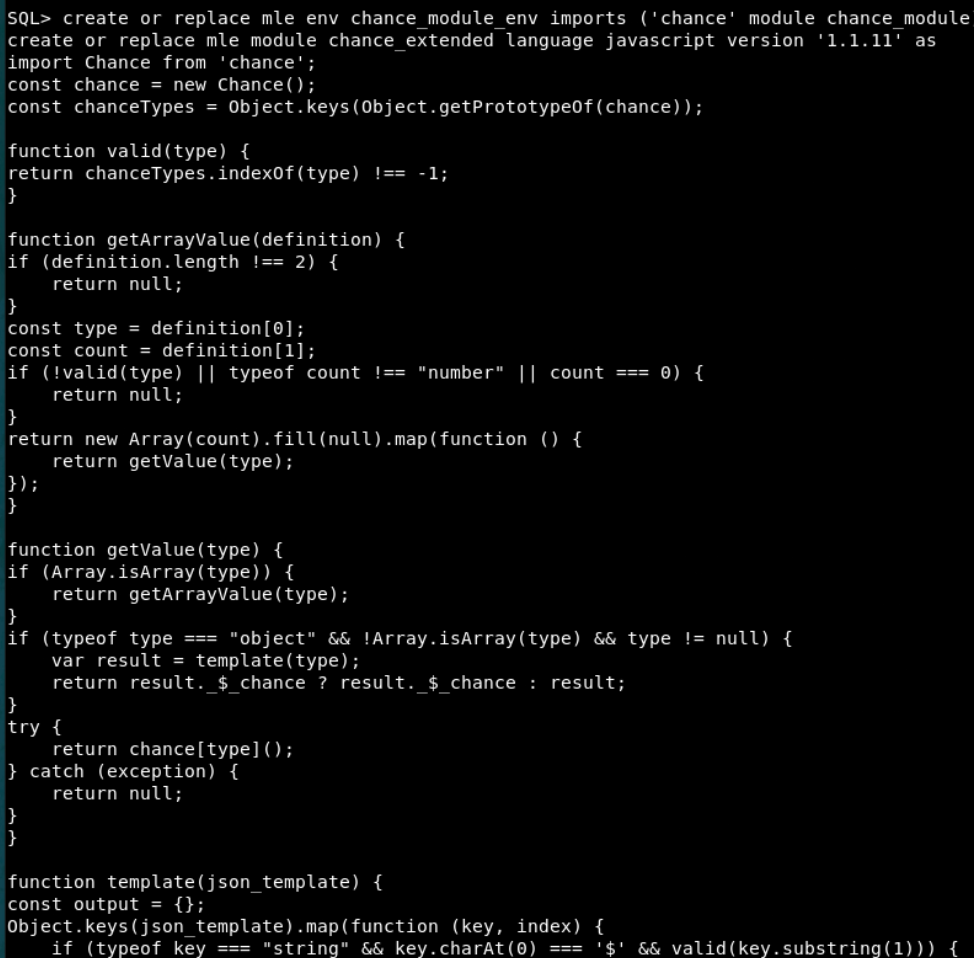 SQL> create or replace mle env chance_module_env imports ('chance' module chance_module
create or replace mle module chance_extended language javascript version '1.1.11' as
import Chance from 'chance';
const chance = new Chance();
const chanceTypes = Object.keys(Object.getPrototypeOf(chance));

function valid(type) {
return chanceTypes.indexOf(type) !== -1;
}

function getArrayValue(definition) {
if (definition.length !== 2) {
    return null;
}
const type = definition[0];
const count = definition[1];
if (!valid(type) || typeof count !== "number" || count === 0) {
    return null;
}
return new Array(count).fill(null).map(function () {
    return getValue(type);
});
}

function getValue(type) {
if (Array.isArray(type)) {
    return getArrayValue(type);
}
if (typeof type === "object" && !Array.isArray(type) && type != null) {
    var result = template(type);
    return result._$_chance ? result._$_chance : result;
}
try {
    return chance[type]();
} catch (exception) {
    return null;
}
}

function template(json_template) {
const output = {};
Object.keys(json_template).map(function (key, index) {
    if (typeof key === "string" && key.charAt(0) === '$' && valid(key.substring(1))) {